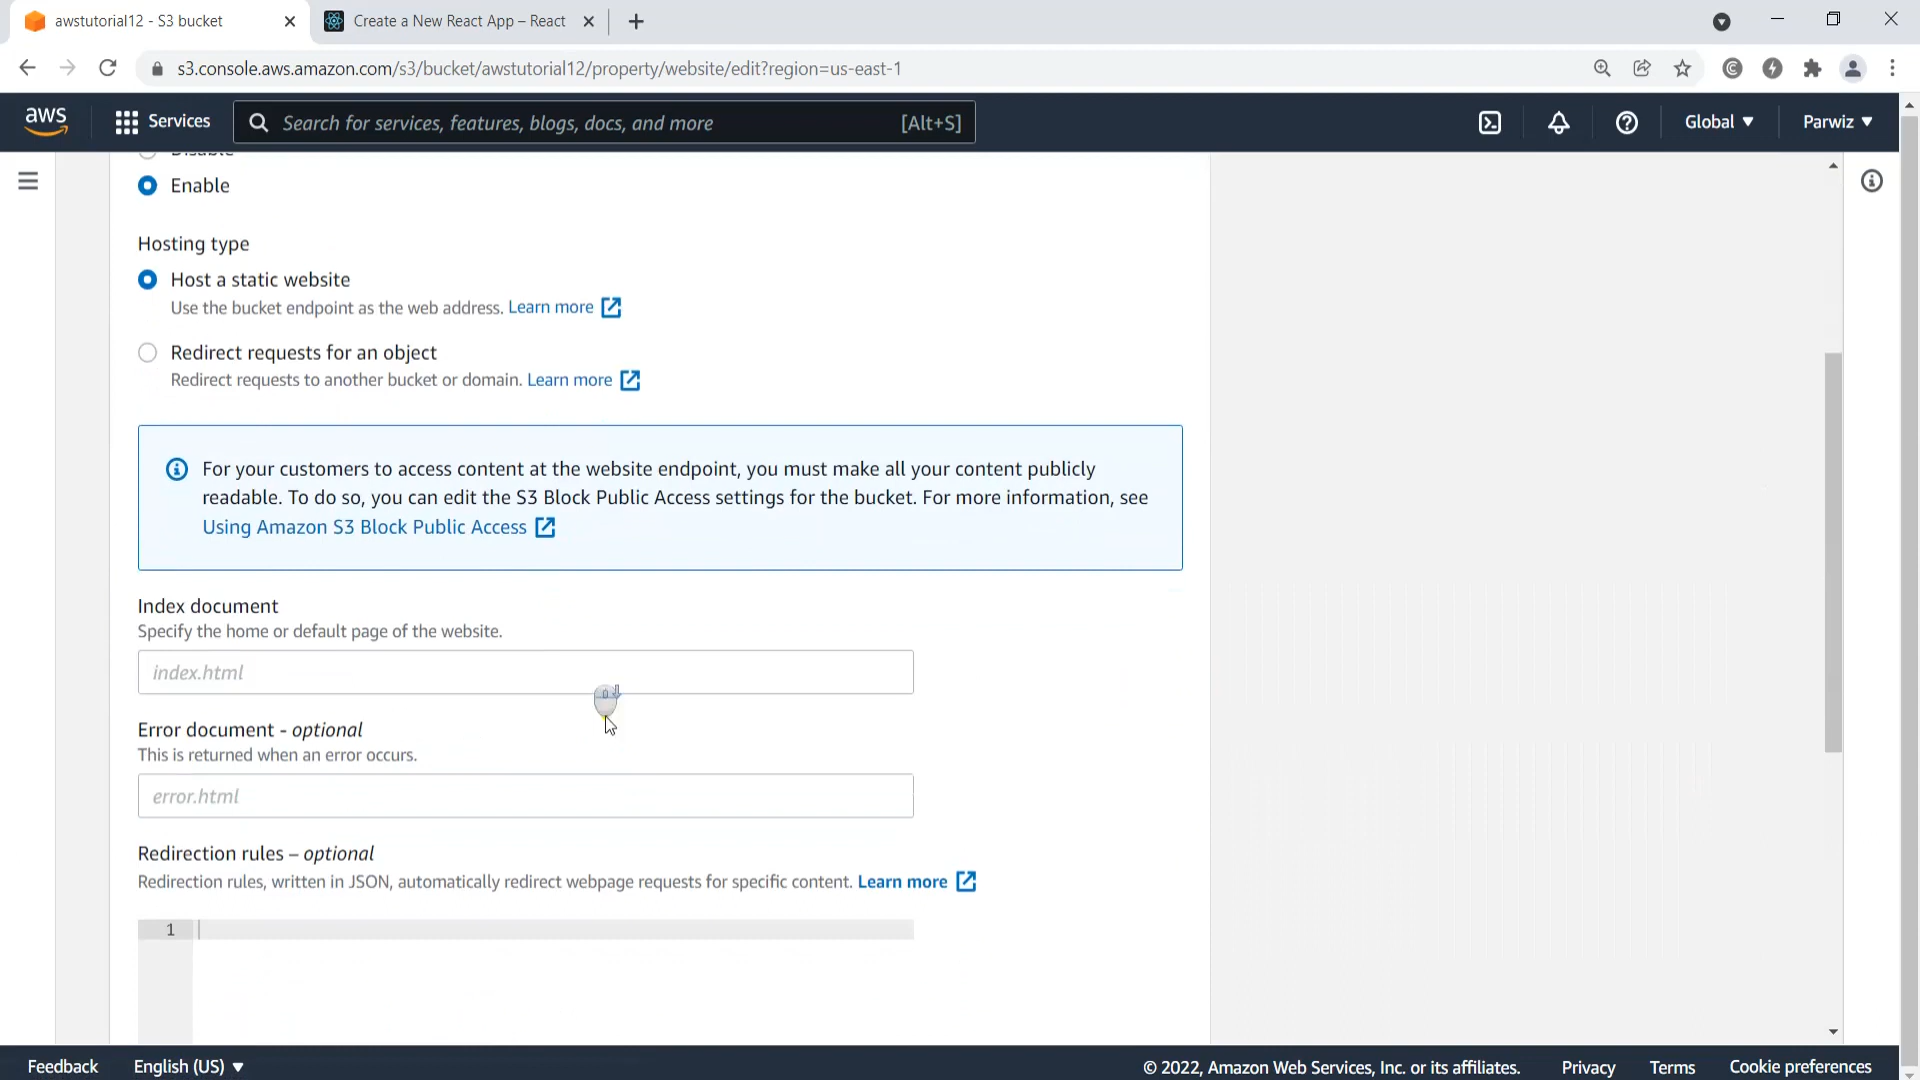 awstutorial12 - S3 bucket
Create a New React App – React
s3.console.aws.amazon.com/s3/bucket/awstutorial12/property/website/edit?region=us-east-1
aws
Services
Search for services, features, blogs, docs, and more
[Alt+S]
Global
Parwiz
Disable
Enable
Hosting type
Host a static website
Use the bucket endpoint as the web address. Learn more
Redirect requests for an object
Redirect requests to another bucket or domain. Learn more
For your customers to access content at the website endpoint, you must make all your content publicly
readable. To do so, you can edit the S3 Block Public Access settings for the bucket. For more information, see
Using Amazon S3 Block Public Access
Index document
Specify the home or default page of the website.
index.html
Error document - optional
This is returned when an error occurs.
error.html
Redirection rules – optional
Redirection rules, written in JSON, automatically redirect webpage requests for specific content. Learn more
1
Feedback
English (US)
© 2022, Amazon Web Services, Inc. or its affiliates.
Privacy
Terms
Cookie preferences